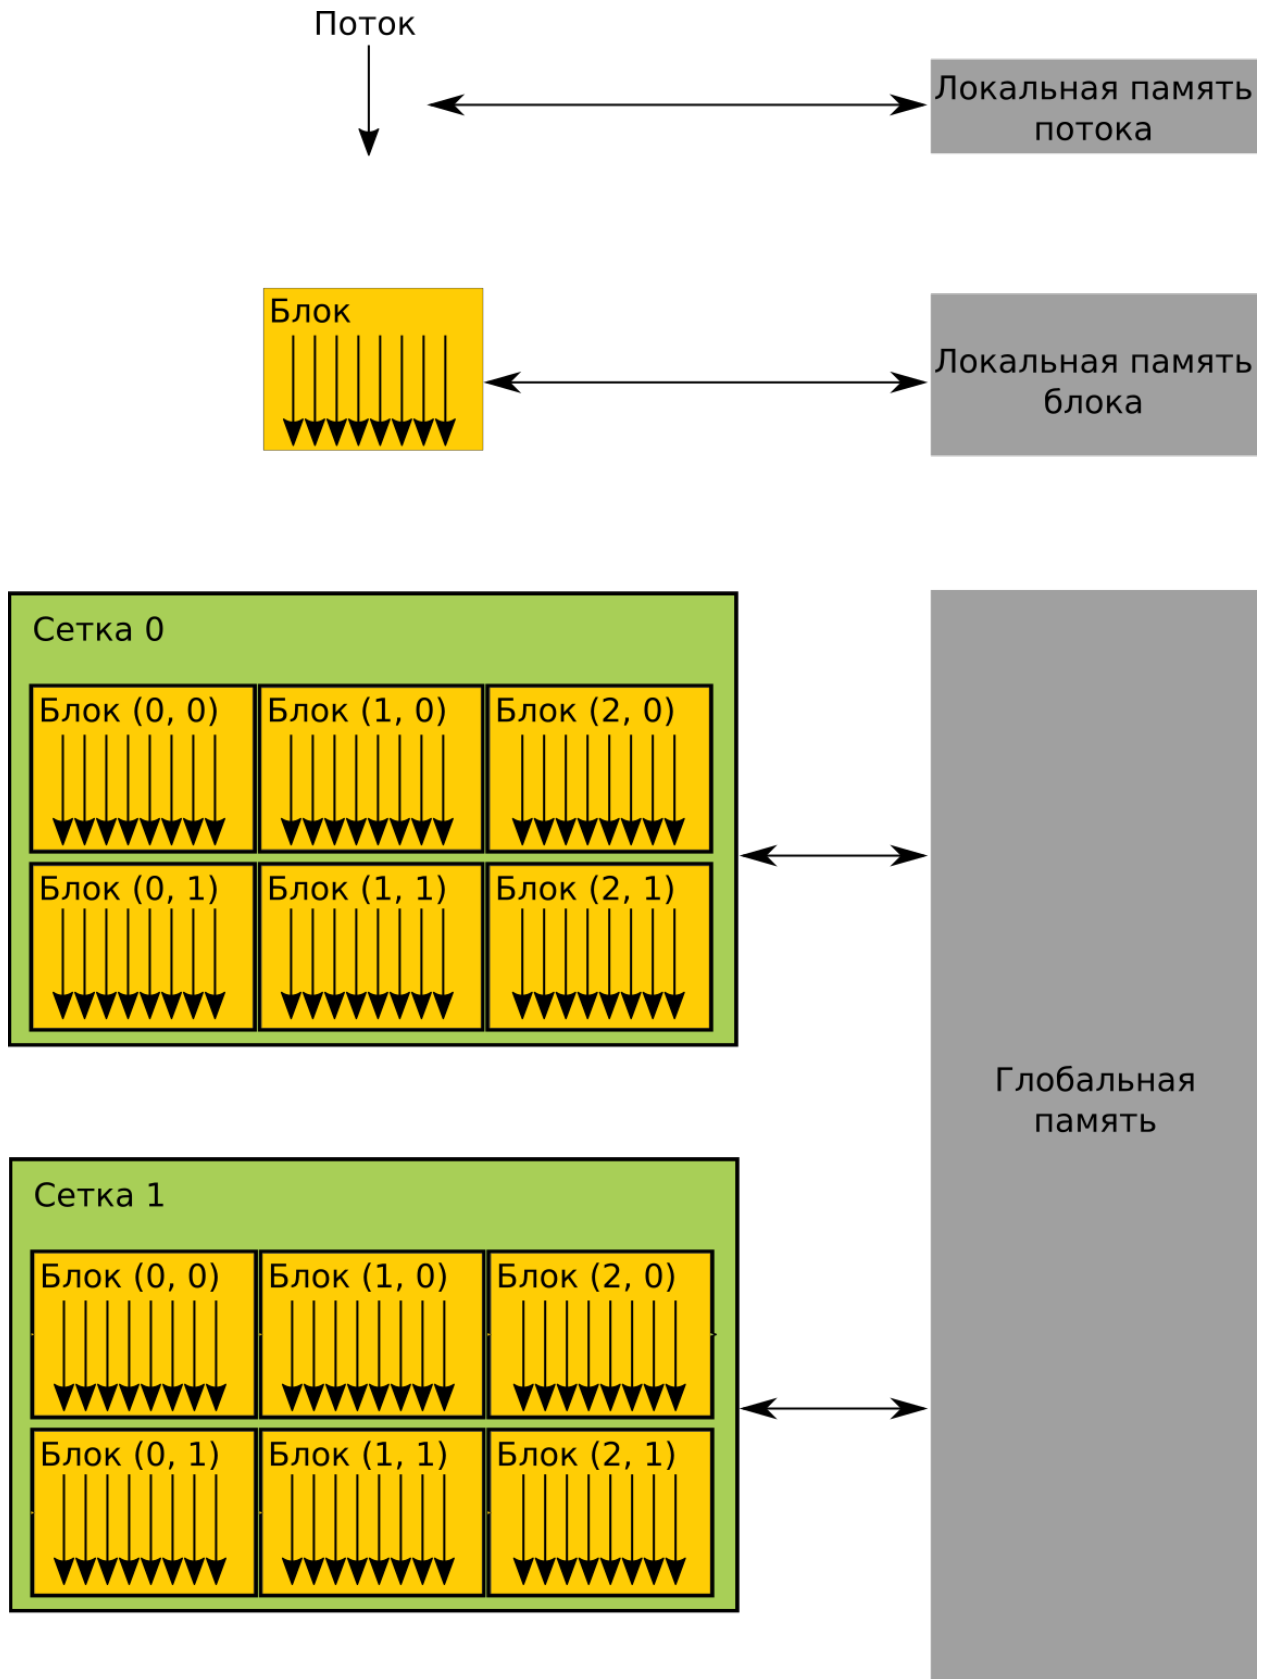 Поток
Локальная память
потока
Блок
Локальная память
блока
Сетка 0
Блок (0, 0)
Блок (1, 0)
Блок (2, 0)
Блок (0, 1)
Блок (1, 1)
Блок (2, 1)
Глобальная
память
Сетка 1
Блок (0, 0)
Блок (1, 0)
Блок (2, 0)
Блок (0, 1)
Блок (1, 1)
Блок (2, 1)